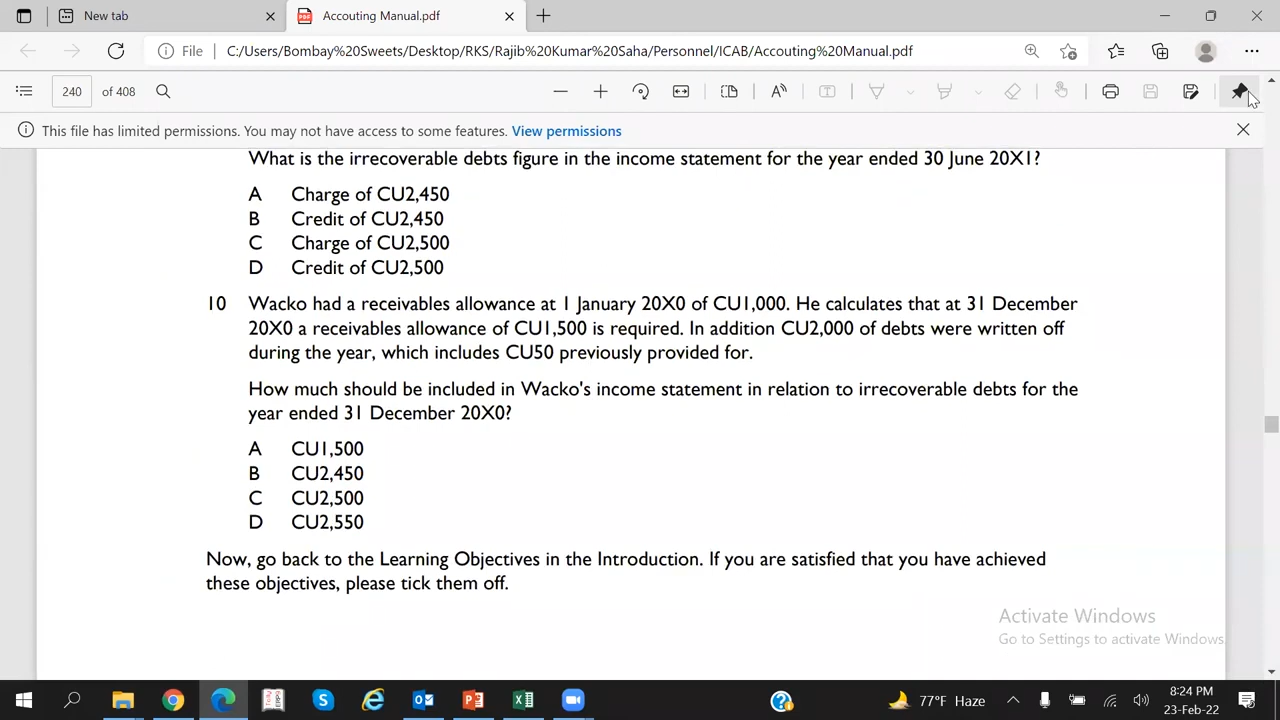 New tab
Accouting Manual.pdf
File
C:/Users/Bombay%20Sweets/Desktop/RKS/Rajib%20Kumar%20Saha/Personnel/ICAB/Accouting%20Manual.pdf
240 of 408
This file has limited permissions. You may not have access to some features. View permissions
What is the irrecoverable debts figure in the income statement for the year ended 30 June 20X1?
A Charge of CU2,450
B Credit of CU2,450
C Charge of CU2,500
D Credit of CU2,500
10 Wacko had a receivables allowance at 1 January 20X0 of CU1,000. He calculates that at 31 December
20X0 a receivables allowance of CU1,500 is required. In addition CU2,000 of debts were written off
during the year, which includes CU50 previously provided for.
How much should be included in Wacko's income statement in relation to irrecoverable debts for the
year ended 31 December 20X0?
A CU1,500
B CU2,450
C CU2,500
D CU2,550
Now, go back to the Learning Objectives in the Introduction. If you are satisfied that you have achieved
these objectives, please tick them off.
Activate Windows
Go to Settings to activate Windows.
77°F Haze
8:24 PM
23-Feb-22